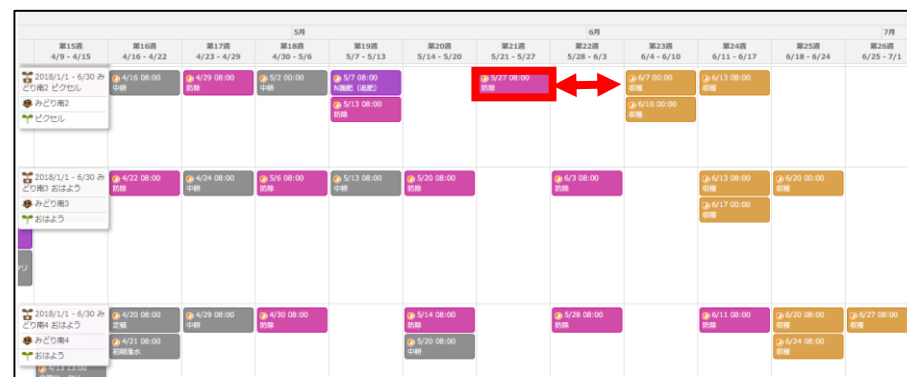 5月 6月 7月
第15週 第16週 第17週 第18週 第19週 第20週 第21週 第22週 第23週 第24週 第25週 第26週
4/9 - 4/15 4/16 - 4/22 4/23 - 4/29 4/30 - 5/6 5/7 - 5/13 5/14 - 5/20 5/21 - 5/27 5/28 - 6/3 6/4 - 6/10 6/11 - 6/17 6/18 - 6/24 6/25 - 7/1
2018/1/1 - 6/30 み 4/16 08:00 4/29 08:00 5/2 00:00 5/7 08:00 5/27 08:00 6/7 00:00 6/13 08:00
どり南2 ピクセル 中耕 防除 中耕 N施肥（追肥） 防除 収穫 収穫
みどり南2 5/13 08:00 6/10 00:00
ピクセル 防除 収穫
2018/1/1 - 6/30 み 4/22 08:00 4/24 08:00 5/6 08:00 5/13 08:00 5/20 08:00 6/3 08:00 6/13 08:00 6/20 00:00
どり南3 おはよう 防除 中耕 防除 中耕 防除 防除 収穫 収穫
みどり南3 6/17 00:00
おはよう 収穫
2018/1/1 - 6/30 み 4/20 08:00 4/29 08:00 4/30 08:00 5/14 08:00 5/28 08:00 6/11 08:00 6/20 08:00 6/27 08:00
どり南4 おはよう 定植 中耕 防除 防除 防除 防除 収穫 収穫
みどり南4 4/21 08:00 5/20 08:00 6/24 08:00
おはよう 初期潅水 中耕 収穫
4/13 13:00